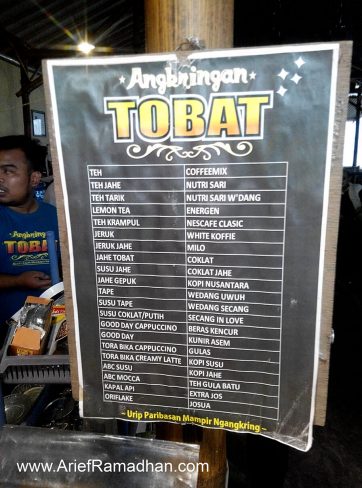 Angkringan
TOBAT
TEH COFFEEMIX
TEH JAHE NUTRI SARI
TEH TARIK NUTRI SARI W'DANG
LEMON TEA ENERGEN
TEH KRAMPUL NESCAFE CLASIC
JERUK WHITE KOFFIE
JERUK JAHE MILO
JAHE TOBAT COKLAT
SUSU JAHE COKLAT JAHE
JAHE GEPUK KOPI NUSANTARA
TAPE WEDANG UWUH
SUSU TAPE WEDANG SECANG
SUSU COKLAT/PUTIH SECANG IN LOVE
GOOD DAY CAPPUCCINO BERAS KENCUR
GOOD DAY KUNIR ASEM
TORA BIKA CAPPUCCINO GULAS
TORA BIKA CREAMY LATTE KOPI SUSU
ABC SUSU KOPI JAHE
ABC MOCCA TEH GULA BATU
KAPAL API EXTRA JOS
ORIFLAKE JOSUA
~ Urip Paribasan Mampir Ngangkring ~
TOBAT
www.AriefRamadhan.com